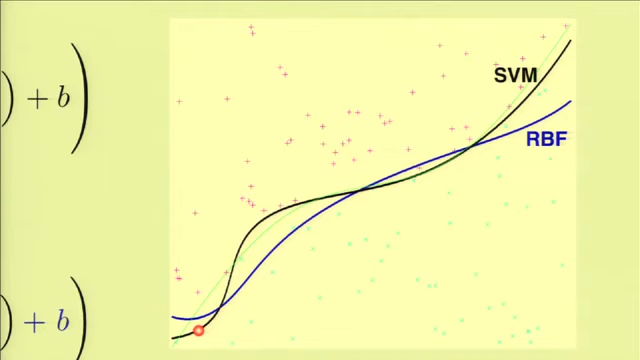 ) + b )
SVM
RBF
) + b )